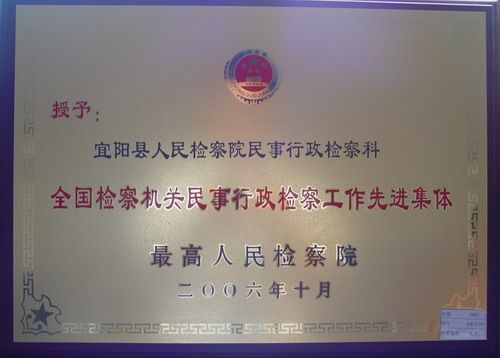 授予：
宜阳县人民检察院民事行政检察科
全国检察机关民事行政检察工作先进集体
最高人民检察院
二〇〇六年十月